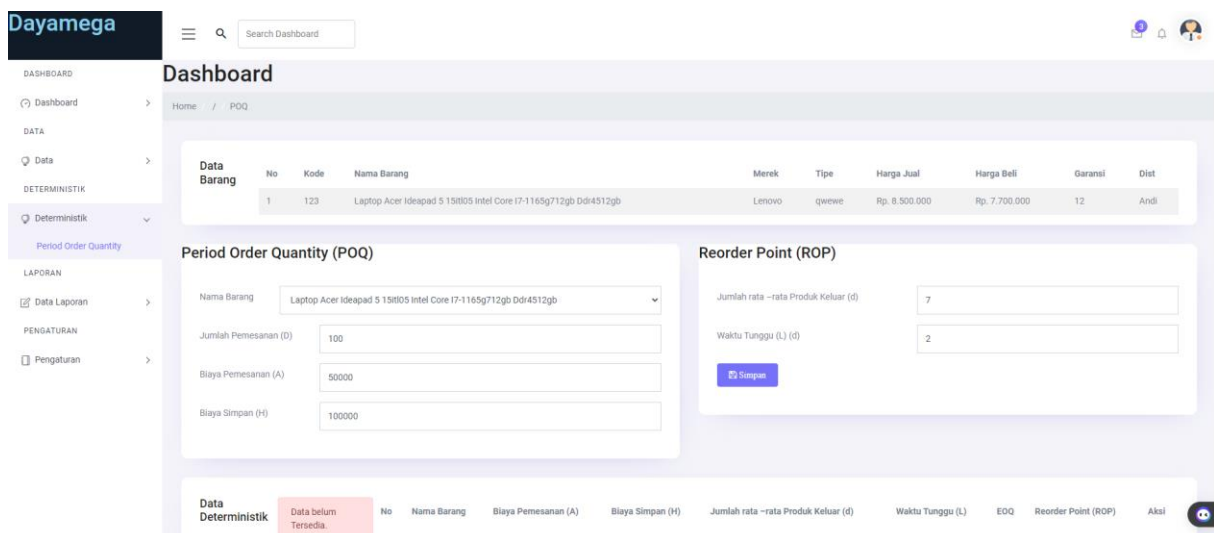 Dayamega
Search Dashboard
3
DASHBOARD
Dashboard
DATA
Data
DETERMINISTIK
Deterministik
Period Order Quantity
LAPORAN
Data Laporan
PENGATURAN
Pengaturan
Dashboard
Home / POQ
Data Barang
No Kode Nama Barang Merek Tipe Harga Jual Harga Beli Garansi Dist
1 123 Laptop Acer Ideapad 5 15itl05 Intel Core I7-1165g712gb Ddr4512gb Lenovo qwewe Rp. 8.500.000 Rp. 7.700.000 12 Andi
Period Order Quantity (POQ)
Nama Barang Laptop Acer Ideapad 5 15itl05 Intel Core I7-1165g712gb Ddr4512gb
Jumlah Pemesanan (D) 100
Biaya Pemesanan (A) 50000
Biaya Simpan (H) 100000
Reorder Point (ROP)
Jumlah rata –rata Produk Keluar (d) 7
Waktu Tunggu (L) (d) 2
Simpan
Data Deterministik
Data belum Tersedia.
No Nama Barang Biaya Pemesanan (A) Biaya Simpan (H) Jumlah rata –rata Produk Keluar (d) Waktu Tunggu (L) EOQ Reorder Point (ROP) Aksi